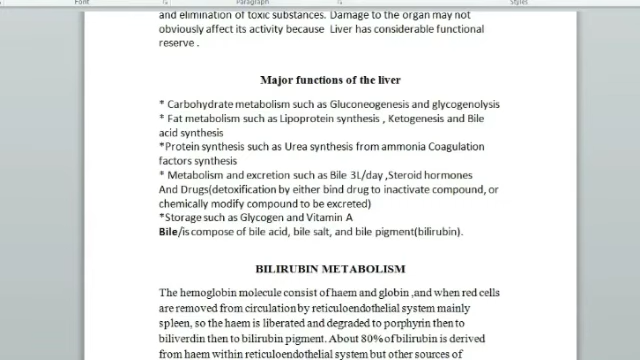 Font Paragraph Styles
and elimination of toxic substances. Damage to the organ may not
obviously affect its activity because Liver has considerable functional
reserve .
Major functions of the liver
* Carbohydrate metabolism such as Gluconeogenesis and glycogenolysis
* Fat metabolism such as Lipoprotein synthesis , Ketogenesis and Bile
acid synthesis
*Protein synthesis such as Urea synthesis from ammonia Coagulation
factors synthesis
* Metabolism and excretion such as Bile 3L/day ,Steroid hormones
And Drugs(detoxification by either bind drug to inactivate compound, or
chemically modify compound to be excreted)
*Storage such as Glycogen and Vitamin A
Bile/is compose of bile acid, bile salt, and bile pigment(bilirubin).
BILIRUBIN METABOLISM
The hemoglobin molecule consist of haem and globin ,and when red cells
are removed from circulation by reticuloendothelial system mainly
spleen, so the haem is liberated and degraded to porphyrin then to
biliverdin then to bilirubin pigment. About 80% of bilirubin is derived
from haem within reticuloendothelial system but other sources of